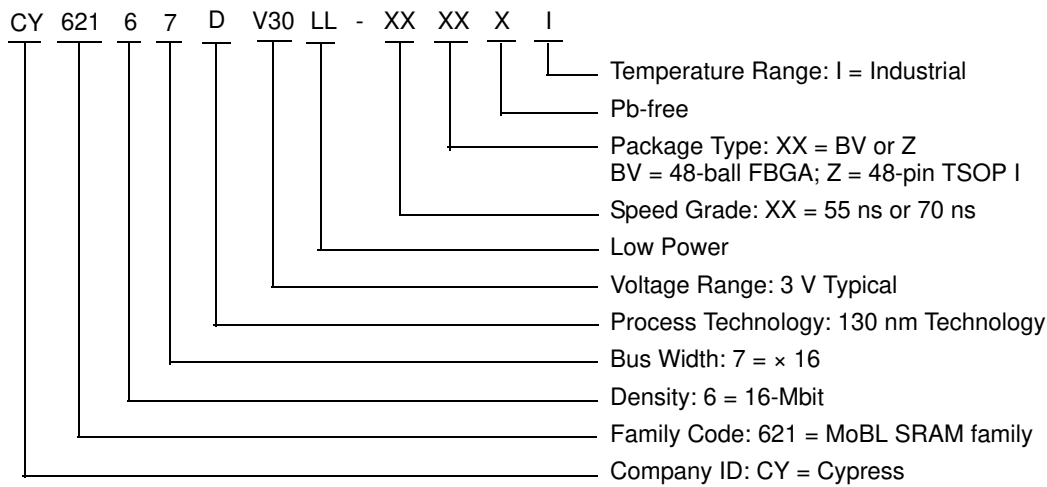 CY 621 6 7 D V30 LL - XX XX X I
Temperature Range: I = Industrial
Pb-free
Package Type: XX = BV or Z
BV = 48-ball FBGA; Z = 48-pin TSOP I
Speed Grade: XX = 55 ns or 70 ns
Low Power
Voltage Range: 3 V Typical
Process Technology: 130 nm Technology
Bus Width: 7 = × 16
Density: 6 = 16-Mbit
Family Code: 621 = MoBL SRAM family
Company ID: CY = Cypress